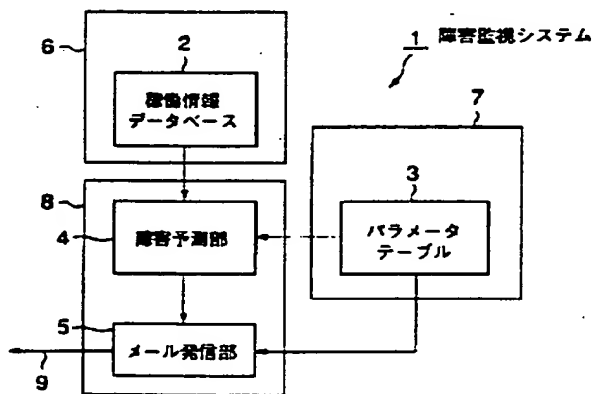 1 障害監視システム
6
2
稼働情報
データベース
7
3
パラメータ
テーブル
8
4
障害予測部
5
メール発信部
9